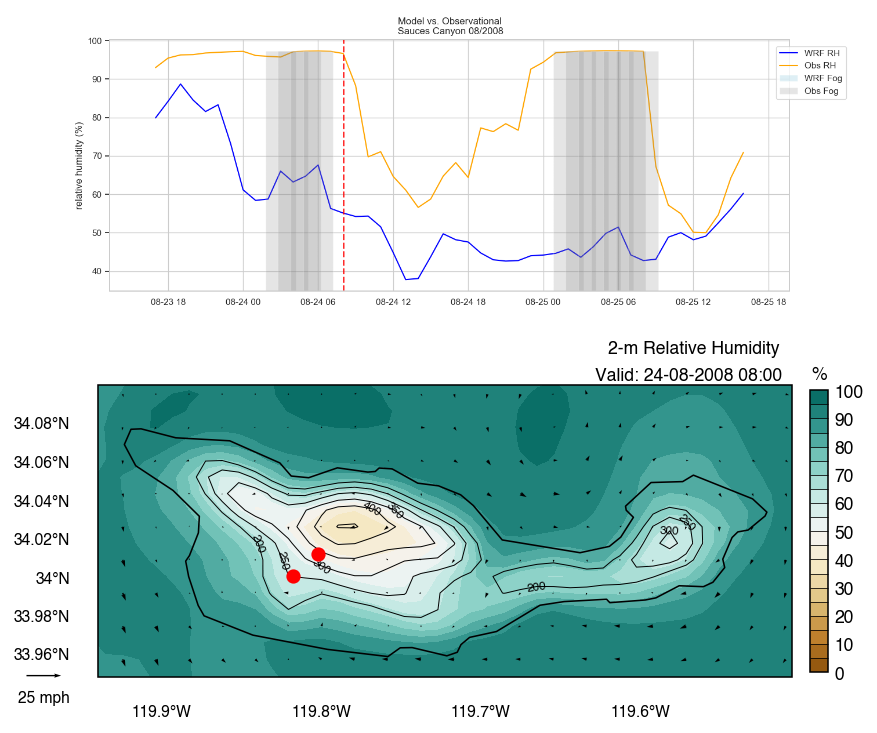 Model vs. Observational
Sauces Canyon 08/2008
100
90
80
70
60
50
40
relative humidity (%)
WRF RH
Obs RH
WRF Fog
Obs Fog
08-23 18
08-24 00
08-24 06
08-24 12
08-24 18
08-25 00
08-25 06
08-25 12
08-25 18
2-m Relative Humidity
Valid: 24-08-2008 08:00
%
34.08°N
34.06°N
34.04°N
34.02°N
34°N
33.98°N
33.96°N
25 mph
119.9°W
119.8°W
119.7°W
119.6°W
400
350
200
250
300
200
250
300
100
90
80
70
60
50
40
30
20
10
0